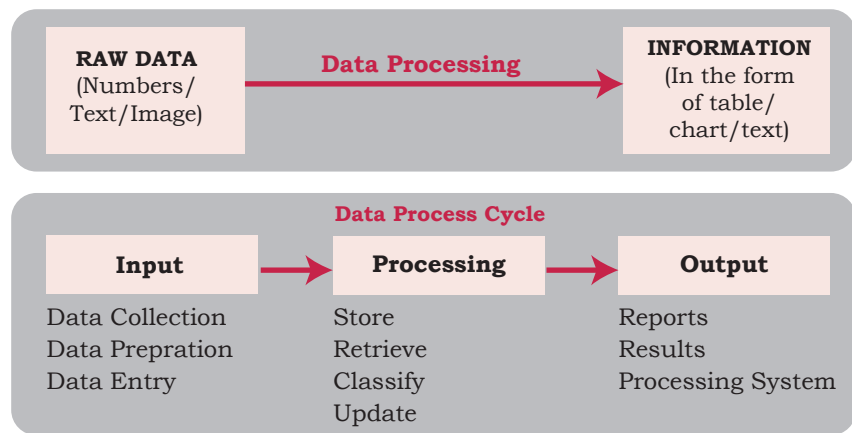 RAW DATA
(Numbers/
Text/Image)
Data Processing
INFORMATION
(In the form
of table/
chart/text)
Data Process Cycle
Input
Processing
Output
Data Collection
Data Prepration
Data Entry
Store
Retrieve
Classify
Update
Reports
Results
Processing System